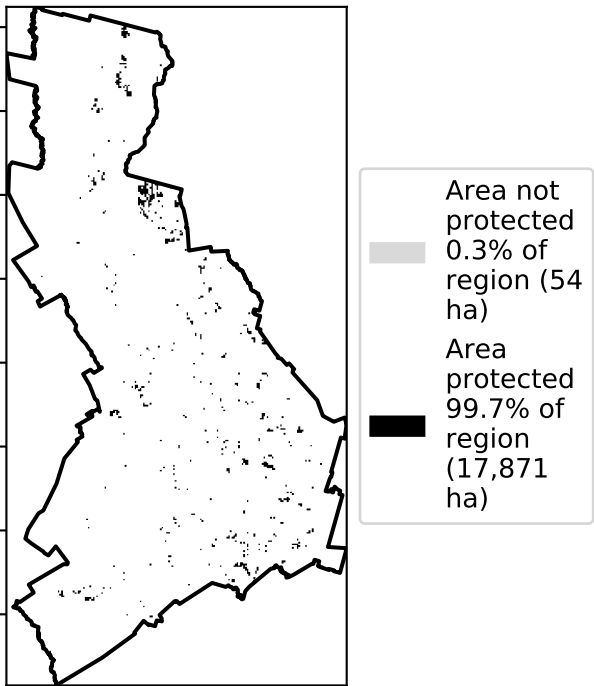 Area not
protected
0.3% of
region (54
ha)
Area
protected
99.7% of
region
(17,871
ha)